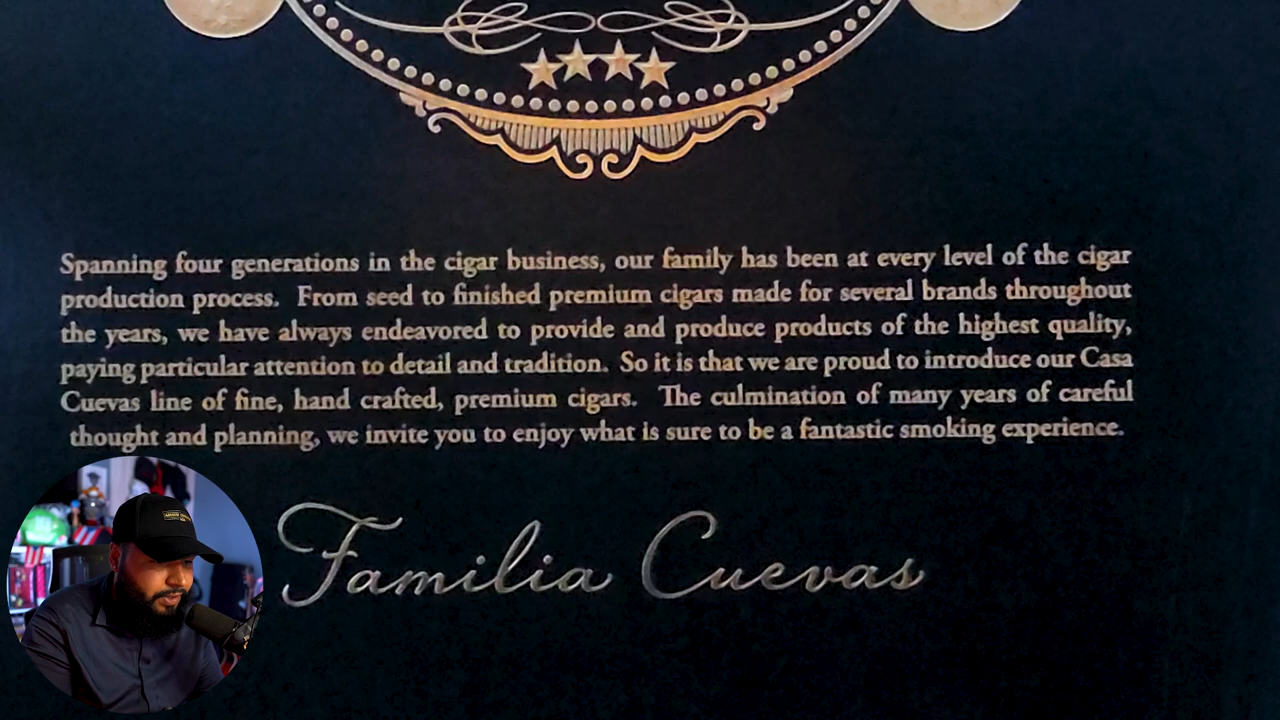 Spanning four generations in the cigar business, our family has been at every level of the cigar
production process. From seed to finished premium cigars made for several brands throughout
the years, we have always endeavored to provide and produce products of the highest quality,
paying particular attention to detail and tradition. So it is that we are proud to introduce our Casa
Cuevas line of fine, hand crafted, premium cigars. The culmination of many years of careful
thought and planning, we invite you to enjoy what is sure to be a fantastic smoking experience.
Familia Cuevas